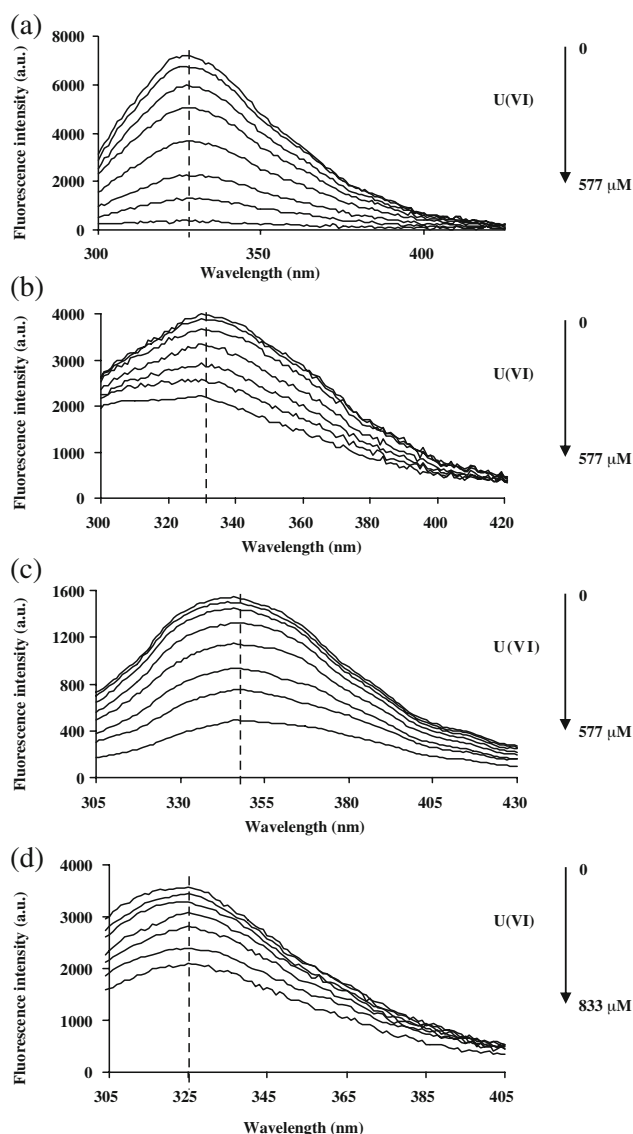 (a)
Fluorescence intensity (a.u.)
8000
6000
4000
2000
0
300
350
400
Wavelength (nm)
0
U(VI)
577 µM
(b)
Fluorescence intensity (a.u.)
4000
3000
2000
1000
0
300
320
340
360
380
400
420
Wavelength (nm)
0
U(VI)
577 µM
(c)
Fluorescence intensity (a.u.)
1600
1200
800
400
0
305
330
355
380
405
430
Wavelength (nm)
0
U(VI)
577 µM
(d)
Fluorescence intensity (a.u.)
4000
3000
2000
1000
0
305
325
345
365
385
405
Wavelength (nm)
0
U(VI)
833 µM